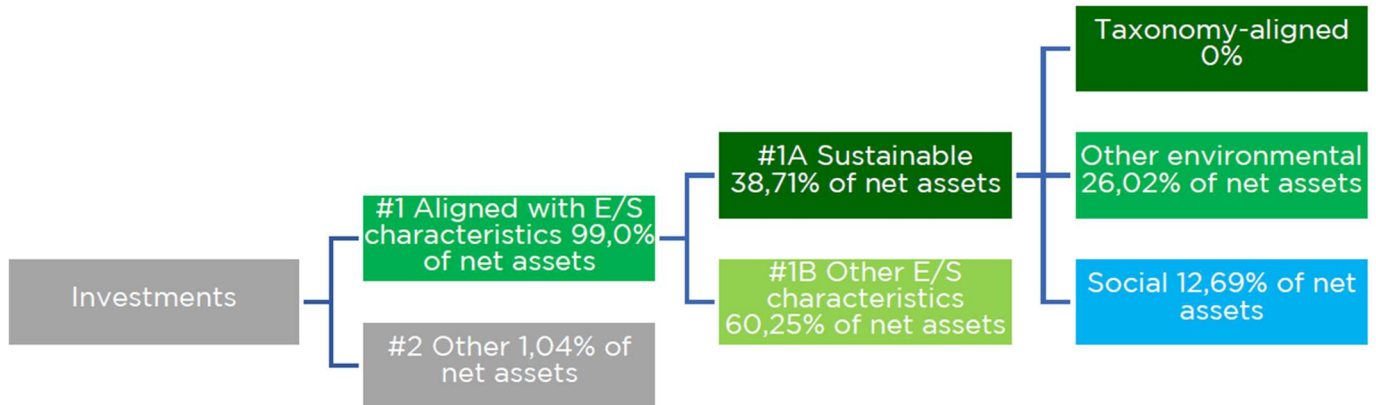 Investments
#1 Aligned with E/S
characteristics 99,0%
of net assets
#2 Other 1,04% of
net assets
#1A Sustainable
38,71% of net assets
#1B Other E/S
characteristics
60,25% of net assets
Taxonomy-aligned
0%
Other environmental
26,02% of net assets
Social 12,69% of net
assets